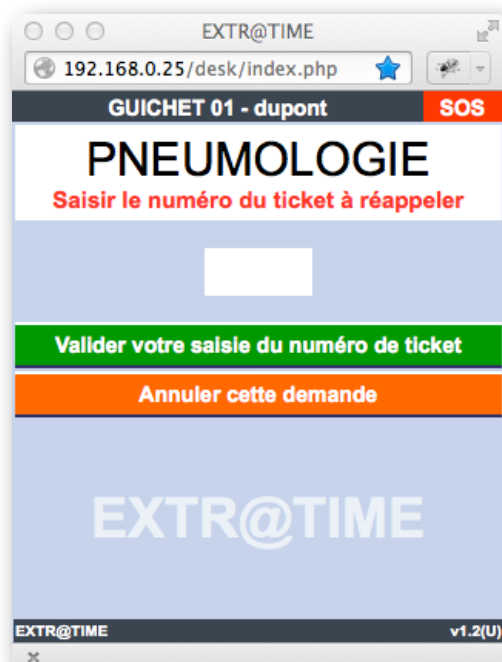 EXTR@TIME
192.168.0.25/desk/index.php
GUICHET 01 - dupont
SOS
PNEUMOLOGIE
Saisir le numéro du ticket à réappeler
Valider votre saisie du numéro de ticket
Annuler cette demande
EXTR@TIME
EXTR@TIME
v1.2(U)